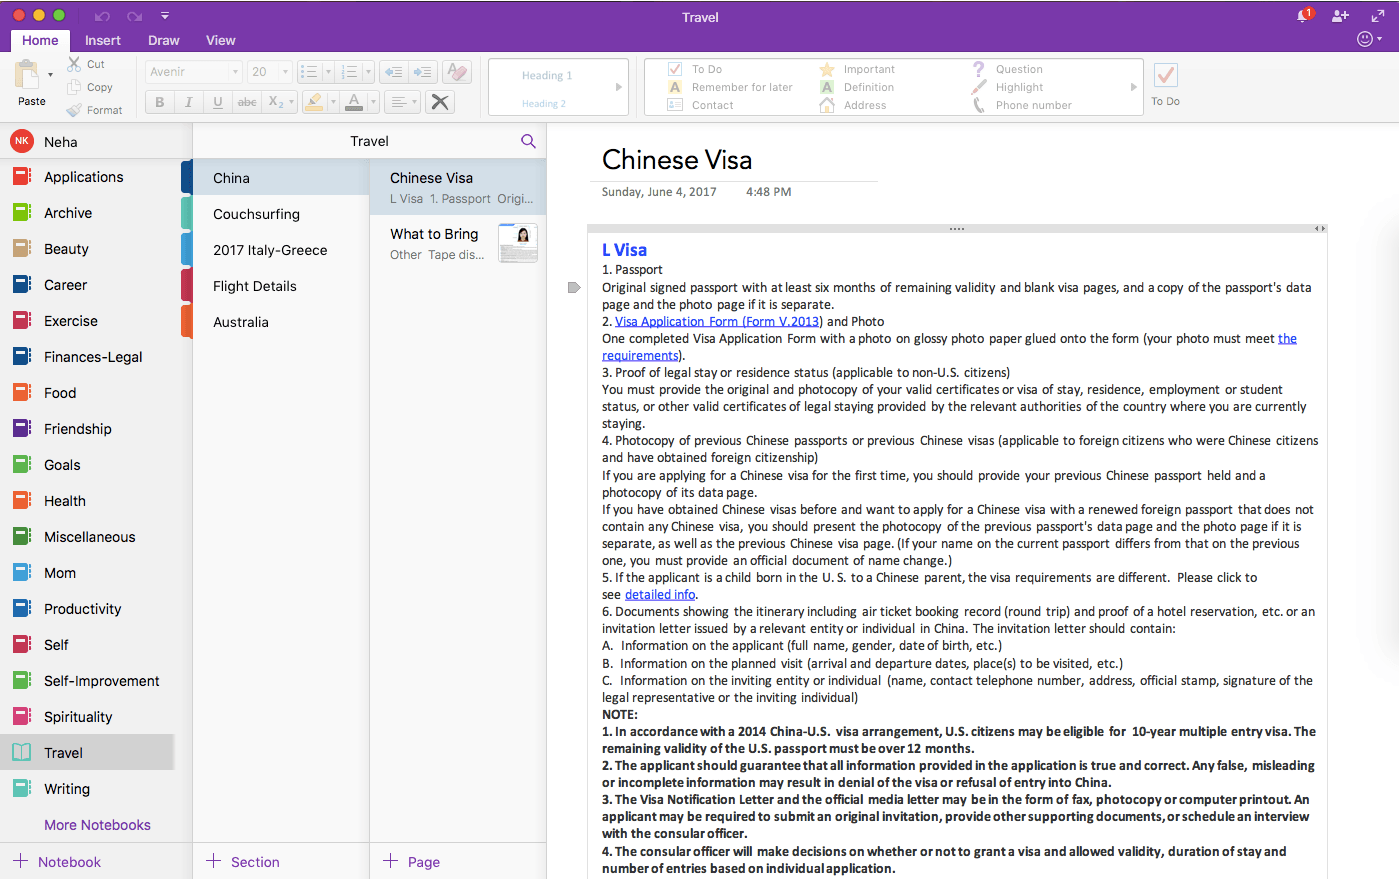 Travel
1
Home Insert Draw View
Paste
Cut
Copy
Format
Avenir 20
B I U abc X2 A
Heading 1
Heading 2
To Do
Remember for later
Contact
Important
Definition
Address
Question
Highlight
Phone number
To Do
NK Neha
Applications
Archive
Beauty
Career
Exercise
Finances-Legal
Food
Friendship
Goals
Health
Miscellaneous
Mom
Productivity
Self
Self-Improvement
Spirituality
Travel
Writing
More Notebooks
Notebook
Travel
China
Couchsurfing
2017 Italy-Greece
Flight Details
Australia
Section
Chinese Visa
L Visa 1. Passport Origi...
What to Bring
Other Tape dis...
Page
Chinese Visa
Sunday, June 4, 2017 4:48 PM
L Visa
1. Passport
Original signed passport with at least six months of remaining validity and blank visa pages, and a copy of the passport's data
page and the photo page if it is separate.
2. Visa Application Form (Form V.2013) and Photo
One completed Visa Application Form with a photo on glossy photo paper glued onto the form (your photo must meet the
requirements).
3. Proof of legal stay or residence status (applicable to non-U.S. citizens)
You must provide the original and photocopy of your valid certificates or visa of stay, residence, employment or student
status, or other valid certificates of legal staying provided by the relevant authorities of the country where you are currently
staying.
4. Photocopy of previous Chinese passports or previous Chinese visas (applicable to foreign citizens who were Chinese citizens
and have obtained foreign citizenship)
If you are applying for a Chinese visa for the first time, you should provide your previous Chinese passport held and a
photocopy of its data page.
If you have obtained Chinese visas before and want to apply for a Chinese visa with a renewed foreign passport that does not
contain any Chinese visa, you should present the photocopy of the previous passport's data page and the photo page if it is
separate, as well as the previous Chinese visa page. (If your name on the current passport differs from that on the previous
one, you must provide an official document of name change.)
5. If the applicant is a child born in the U. S. to a Chinese parent, the visa requirements are different. Please click to
see detailed info.
6. Documents showing the itinerary including air ticket booking record (round trip) and proof of a hotel reservation, etc. or an
invitation letter issued by a relevant entity or individual in China. The invitation letter should contain:
A. Information on the applicant (full name, gender, date of birth, etc.)
B. Information on the planned visit (arrival and departure dates, place(s) to be visited, etc.)
C. Information on the inviting entity or individual (name, contact telephone number, address, official stamp, signature of the
legal representative or the inviting individual)
NOTE:
1. In accordance with a 2014 China-U.S. visa arrangement, U.S. citizens may be eligible for 10-year multiple entry visa. The
remaining validity of the U.S. passport must be over 12 months.
2. The applicant should guarantee that all information provided in the application is true and correct. Any false, misleading
or incomplete information may result in denial of the visa or refusal of entry into China.
3. The Visa Notification Letter and the official media letter may be in the form of fax, photocopy or computer printout. An
applicant may be required to submit an original invitation, provide other supporting documents, or schedule an interview
with the consular officer.
4. The consular officer will make decisions on whether or not to grant a visa and allowed validity, duration of stay and
number of entries based on individual application.